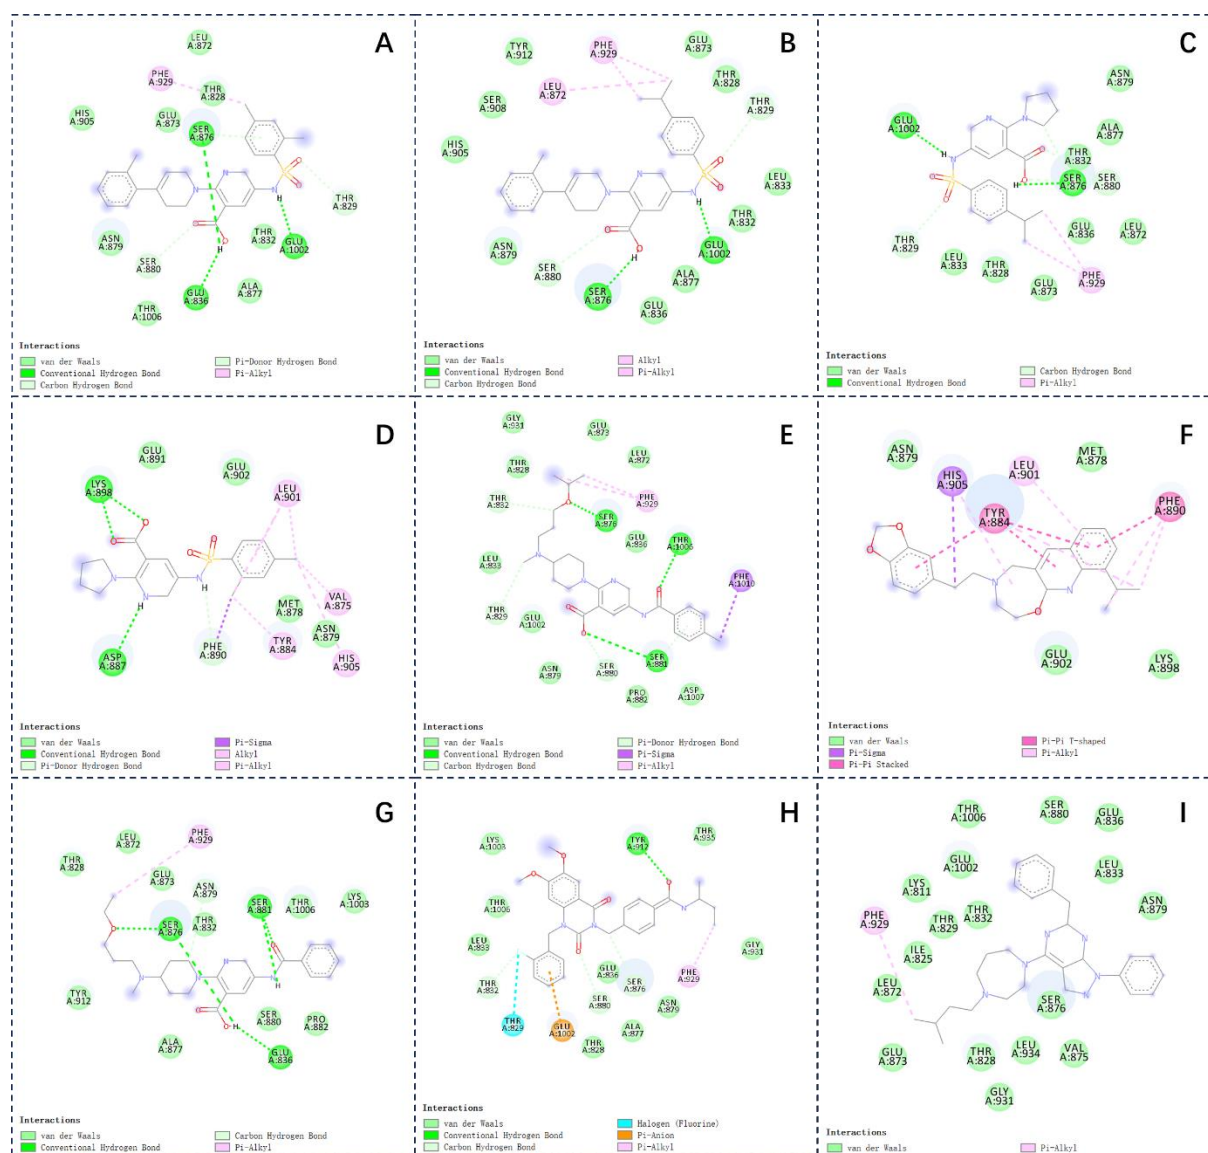 A
LEU
A:872
PHE
A:929
THR
A:828
HIS
A:905
GLU
A:873
SER
A:876
THR
A:829
ASN
A:879
SER
A:880
THR
A:832
GLU
A:1002
GLU
A:836
ALA
A:877
THR
A:1006
H
N
H
Interactions
van der Waals
Conventional Hydrogen Bond
Carbon Hydrogen Bond
Pi-Donor Hydrogen Bond
Pi-Alkyl
B
TYR
A:912
PHE
A:929
GLU
A:873
THR
A:828
LEU
A:872
THR
A:829
SER
A:908
HIS
A:905
LEU
A:833
THR
A:832
ASN
A:879
SER
A:880
GLU
A:1002
ALA
A:877
SER
A:876
GLU
A:836
Interactions
van der Waals
Conventional Hydrogen Bond
Carbon Hydrogen Bond
Alkyl
Pi-Alkyl
C
ASN
A:879
GLU
A:1002
ALA
A:877
THR
A:832
SER
A:876
SER
A:880
GLU
A:836
LEU
A:872
THR
A:829
LEU
A:833
THR
A:828
GLU
A:873
PHE
A:929
Interactions
van der Waals
Conventional Hydrogen Bond
Carbon Hydrogen Bond
Pi-Alkyl
D
GLU
A:891
GLU
A:902
LYS
A:898
LEU
A:901
MET
A:878
VAL
A:875
ASN
A:879
ASP
A:887
PHE
A:890
TYR
A:884
HIS
A:905
Interactions
van der Waals
Conventional Hydrogen Bond
Pi-Donor Hydrogen Bond
Pi-Sigma
Alkyl
Pi-Alkyl
E
GLY
A:931
GLU
A:873
THR
A:828
LEU
A:872
THR
A:832
PHE
A:929
SER
A:876
GLU
A:836
THR
A:1006
LEU
A:833
PHE
A:1010
THR
A:829
GLU
A:1002
ASN
A:879
SER
A:880
SER
A:881
PRO
A:882
ASP
A:1007
Interactions
van der Waals
Conventional Hydrogen Bond
Carbon Hydrogen Bond
Pi-Donor Hydrogen Bond
Pi-Sigma
Pi-Alkyl
F
ASN
A:879
HIS
A:905
LEU
A:901
MET
A:878
TYR
A:884
PHE
A:890
GLU
A:902
LYS
A:898
Interactions
van der Waals
Pi-Sigma
Pi-Pi Stacked
Pi-Pi T-shaped
Pi-Alkyl
G
LEU
A:872
PHE
A:929
THR
A:828
GLU
A:873
ASN
A:879
SER
A:881
THR
A:1006
LYS
A:1003
SER
A:876
THR
A:832
TYR
A:912
SER
A:880
PRO
A:882
ALA
A:877
GLU
A:836
Interactions
van der Waals
Conventional Hydrogen Bond
Carbon Hydrogen Bond
Pi-Alkyl
H
LYS
A:1003
TYR
A:912
THR
A:935
THR
A:1006
LEU
A:833
GLY
A:931
THR
A:832
GLU
A:836
SER
A:876
PHE
A:929
SER
A:880
ASN
A:879
THR
A:829
GLU
A:1002
ALA
A:877
THR
A:828
Interactions
van der Waals
Conventional Hydrogen Bond
Carbon Hydrogen Bond
Halogen (Fluorine)
Pi-Anion
Pi-Alkyl
I
THR
A:1006
SER
A:880
GLU
A:836
GLU
A:1002
LEU
A:833
LYS
A:811
THR
A:832
ASN
A:879
PHE
A:929
THR
A:829
ILE
A:825
LEU
A:872
SER
A:876
GLU
A:873
THR
A:828
LEU
A:934
VAL
A:875
GLY
A:931
Interactions
van der Waals
Pi-Alkyl